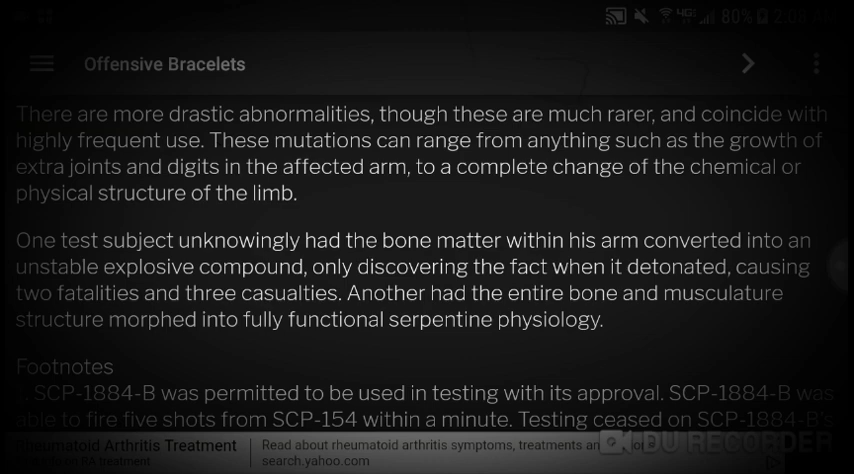 4G 80% 2:08 AM
Offensive Bracelets
There are more drastic abnormalities, though these are much rarer, and coincide with
highly frequent use. These mutations can range from anything such as the growth of
extra joints and digits in the affected arm, to a complete change of the chemical or
physical structure of the limb.
One test subject unknowingly had the bone matter within his arm converted into an
unstable explosive compound, only discovering the fact when it detonated, causing
two fatalities and three casualties. Another had the entire bone and musculature
structure morphed into fully functional serpentine physiology.
Footnotes
. SCP-1884-B was permitted to be used in testing with its approval. SCP-1884-B was
able to fire five shots from SCP-154 within a minute. Testing ceased on SCP-1884-B's
Rheumatoid Arthritis Treatment
Read about rheumatoid arthritis symptoms, treatments
RA treatment
search.yahoo.com
DU RECORDER